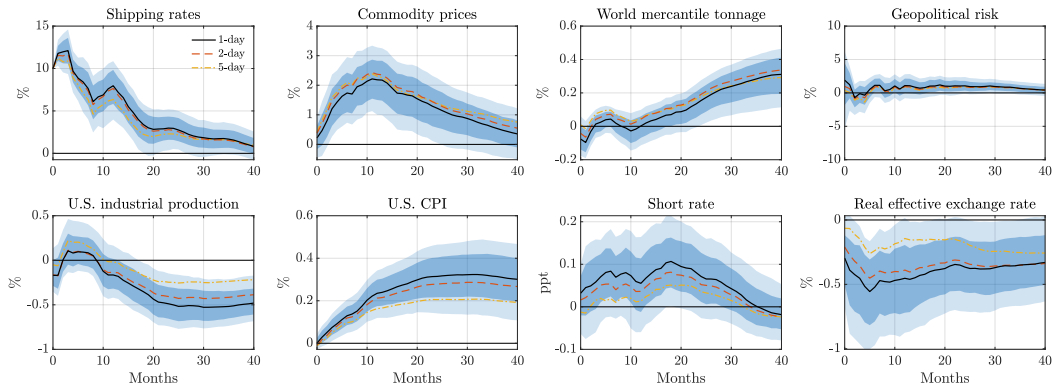 Shipping rates
15
10
5
0
%
0 10 20 30 40
Months
1-day
2-day
5-day
Commodity prices
4
3
2
1
0
%
0 10 20 30 40
Months
World mercantile tonnage
0.6
0.4
0.2
0
-0.2
%
0 10 20 30 40
Months
Geopolitical risk
10
5
0
-5
-10
%
0 10 20 30 40
Months
U.S. industrial production
0.5
0
-0.5
-1
%
0 10 20 30 40
Months
U.S. CPI
0.6
0.4
0.2
0
%
0 10 20 30 40
Months
Short rate
0.2
0.1
0
-0.1
ppt
0 10 20 30 40
Months
Real effective exchange rate
0
-0.5
-1
%
0 10 20 30 40
Months